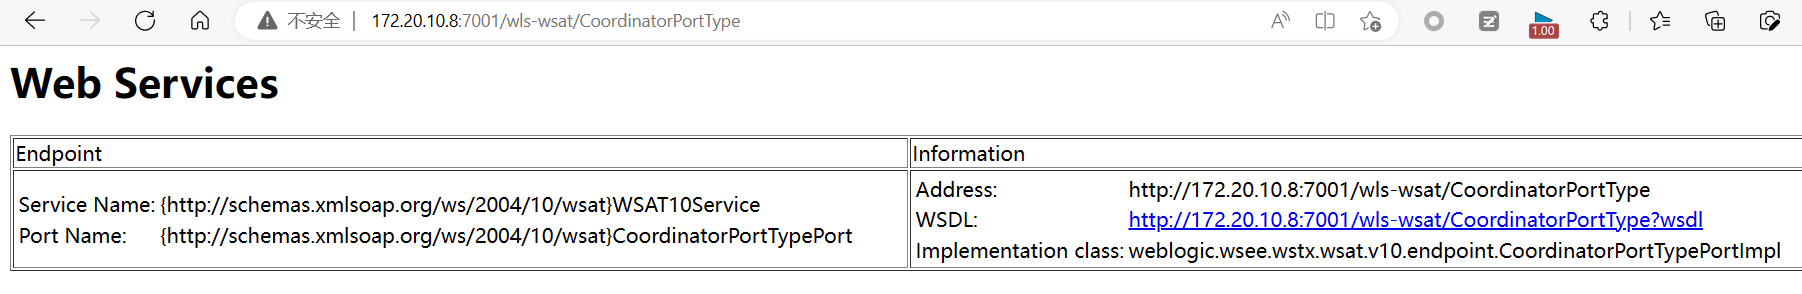 不安全 172.20.10.8:7001/wls-wsat/CoordinatorPortType
1.00
Web Services
Endpoint Information
Service Name: {http://schemas.xmlsoap.org/ws/2004/10/wsat}WSAT10Service
Port Name: {http://schemas.xmlsoap.org/ws/2004/10/wsat}CoordinatorPortTypePort
Address: http://172.20.10.8:7001/wls-wsat/CoordinatorPortType
WSDL: http://172.20.10.8:7001/wls-wsat/CoordinatorPortType?wsdl
Implementation class: weblogic.wsee.wstx.wsat.v10.endpoint.CoordinatorPortTypePortImpl